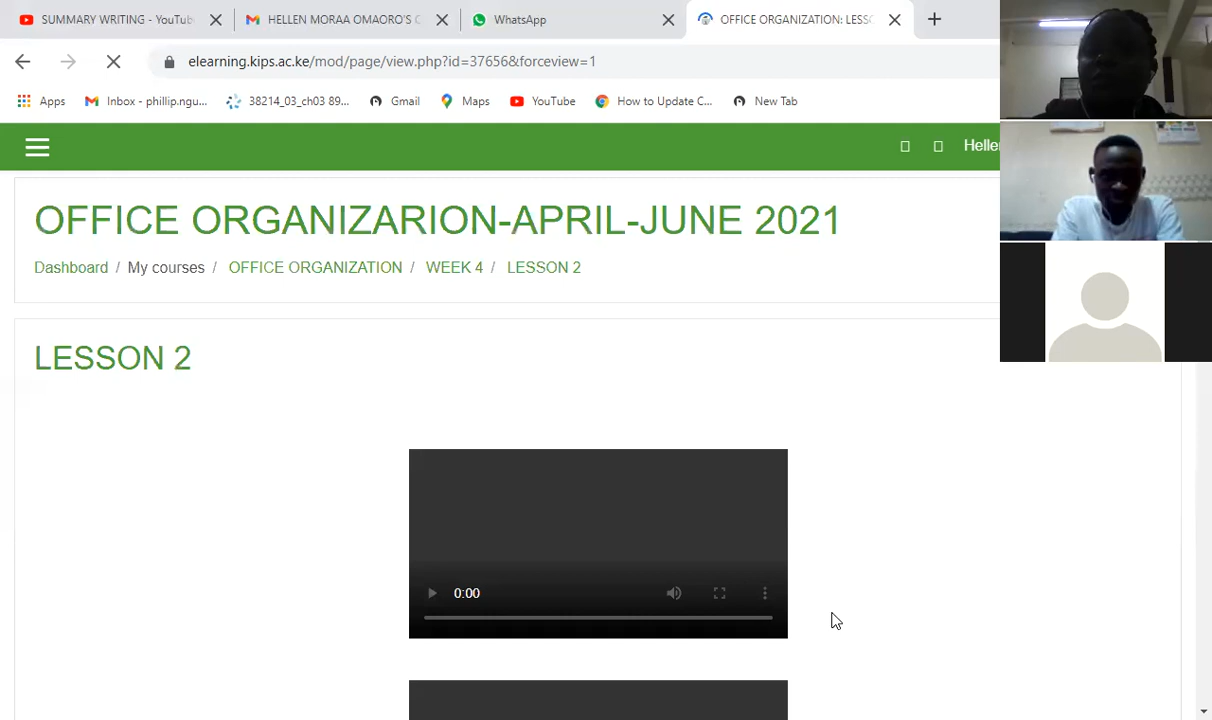 SUMMARY WRITING - YouTub
HELLEN MORAA OMAORO'S C
WhatsApp
OFFICE ORGANIZATION: LESS
elearning.kips.ac.ke/mod/page/view.php?id=37656&forceview=1
Apps
Inbox - phillip.ngu...
38214_03_ch03 89...
Gmail
Maps
YouTube
How to Update C...
New Tab
Heller
OFFICE ORGANIZARION-APRIL-JUNE 2021
Dashboard / My courses / OFFICE ORGANIZATION / WEEK 4 / LESSON 2
LESSON 2
0:00